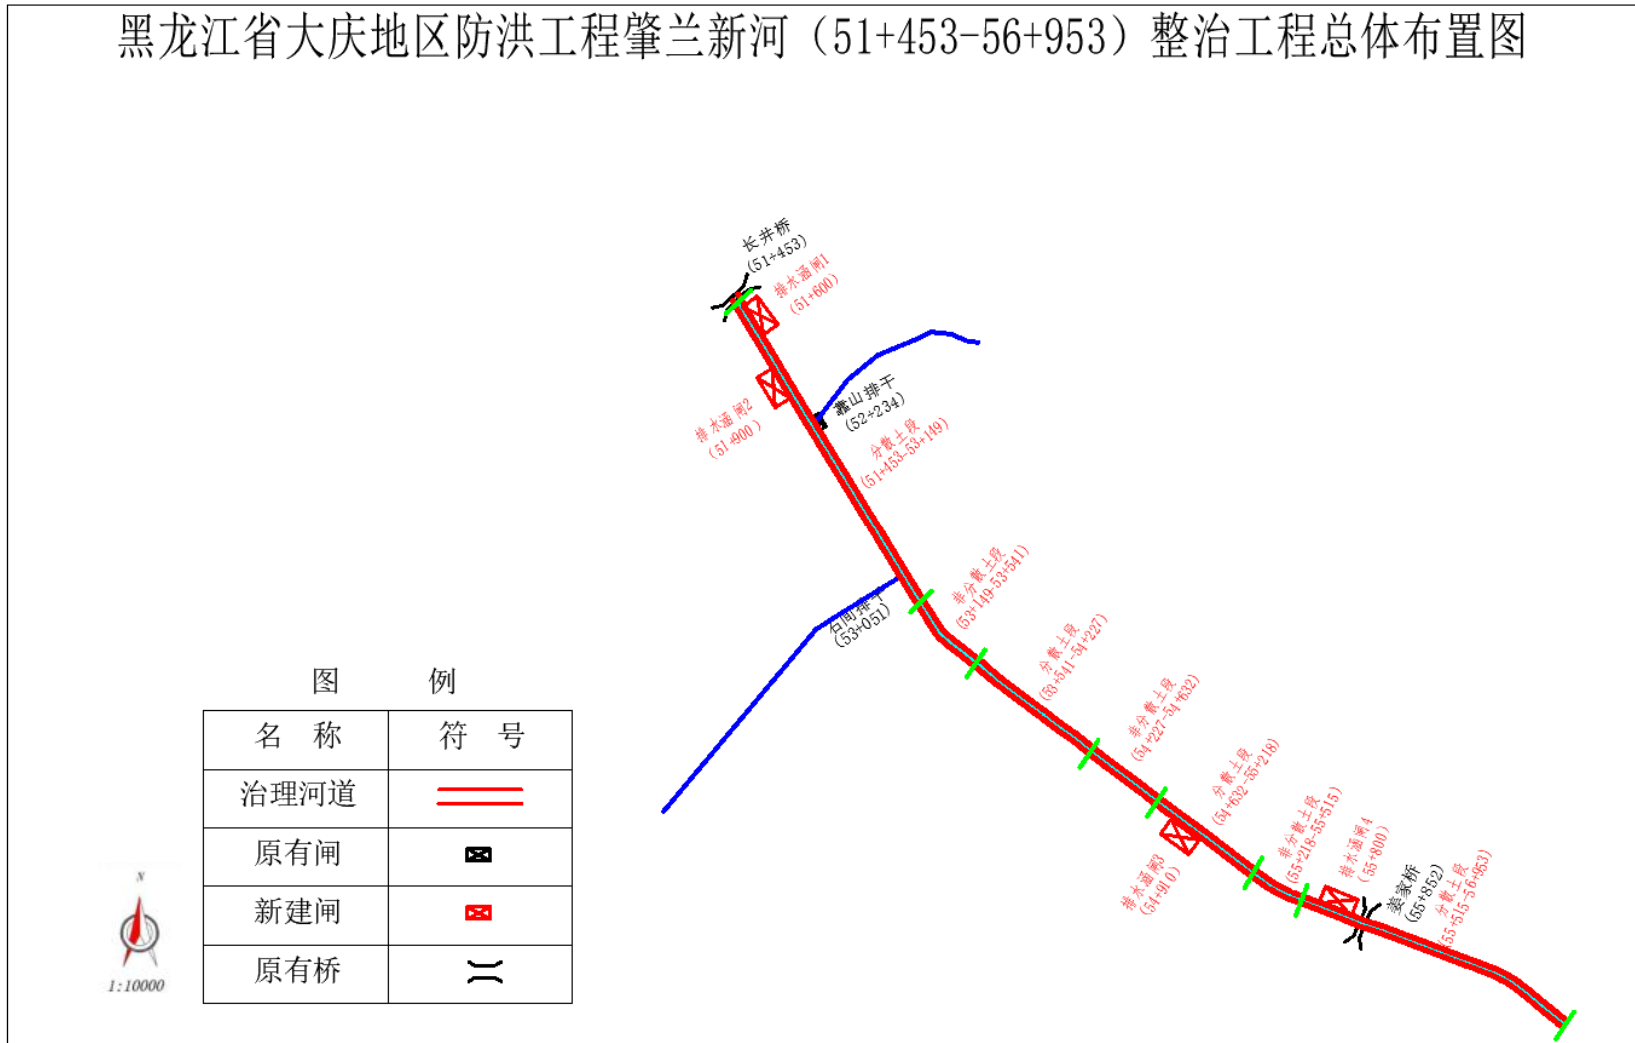 黑龙江省大庆地区防洪工程肇兰新河（51+453-56+953）整治工程总体布置图
长井桥
(51+453)
排水涵闸1
(51+600)
排水涵闸2
(51+900)
靠山排干
(52+234)
分散土段
(51+453-53+149)
石间排干
(53+051)
非分散土段
(53+149-53+541)
分散土段
(53+541-54+227)
非分散土段
(54+227-54+632)
分散土段
(54+632-55+218)
排水涵闸3
(54+910)
非分散土段
(55+218-55+515)
排水涵闸4
(55+800)
姜家桥
(55+852)
分散土段
(55+515-56+953)
图 例
名 称 符 号
治理河道
原有闸
新建闸
原有桥
N
1:10000